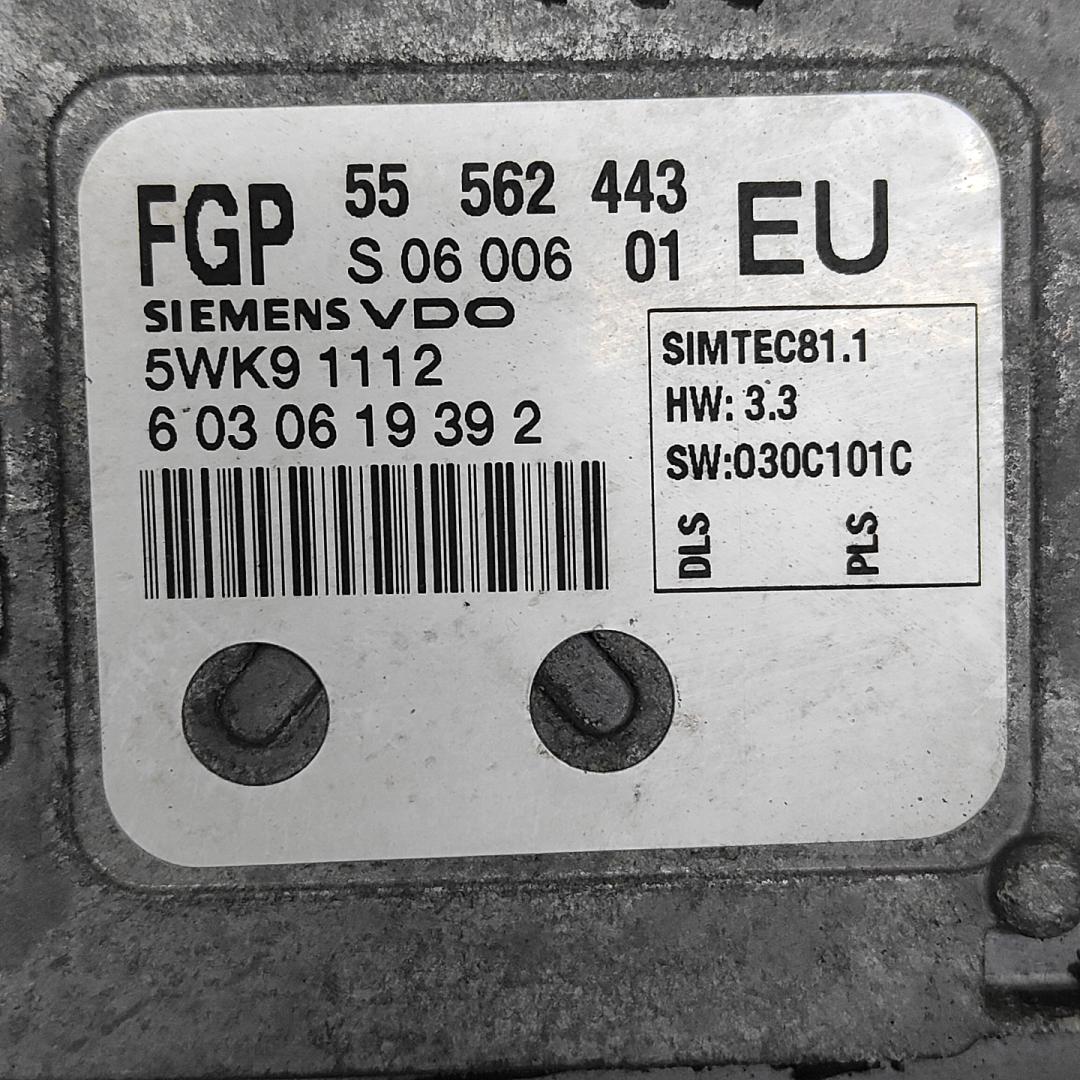 FGP 55 562 443 EU
S 06 006 01
SIEMENS VDO
5WK9 1112
6 03 06 19 39 2
SIMTEC81.1
HW: 3.3
SW:030C101C
DLS PLS